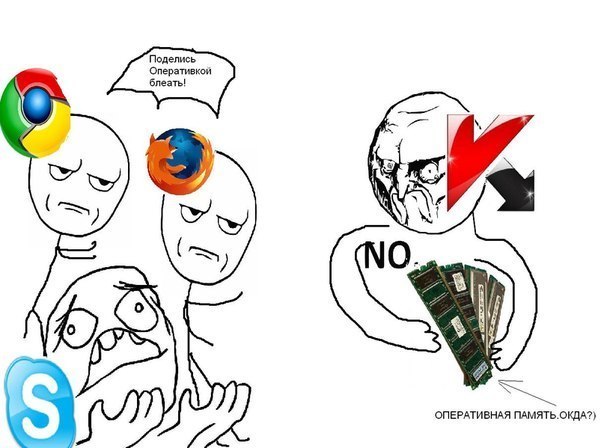 Поделись
Оперативкой
блеать!
NO.
ОПЕРАТИВНАЯ ПАМЯТЬ.ОКДА?)
S